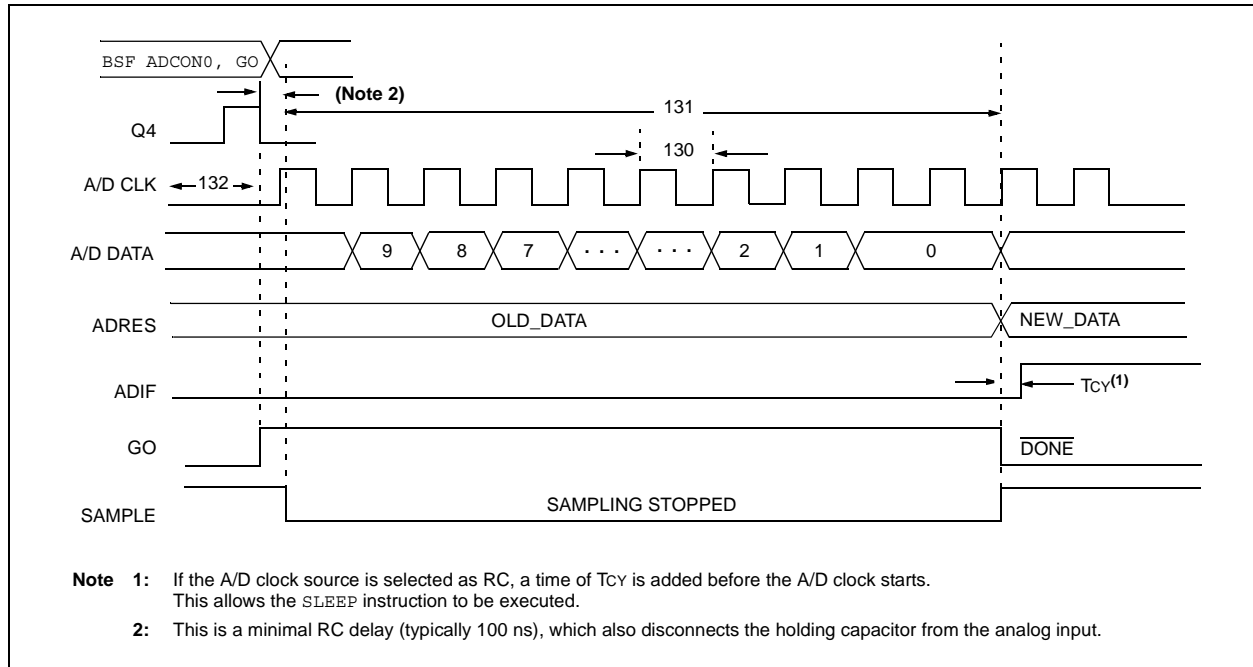 BSF ADCON0, GO
(Note 2)
131
Q4
130
A/D CLK
132
A/D DATA
9 8 7 . . . . . . 2 1 0
ADRES
OLD_DATA
NEW_DATA
ADIF
TCY(1)
GO
DONE
SAMPLE
SAMPLING STOPPED
Note 1: If the A/D clock source is selected as RC, a time of TCY is added before the A/D clock starts.
This allows the SLEEP instruction to be executed.
2: This is a minimal RC delay (typically 100 ns), which also disconnects the holding capacitor from the analog input.